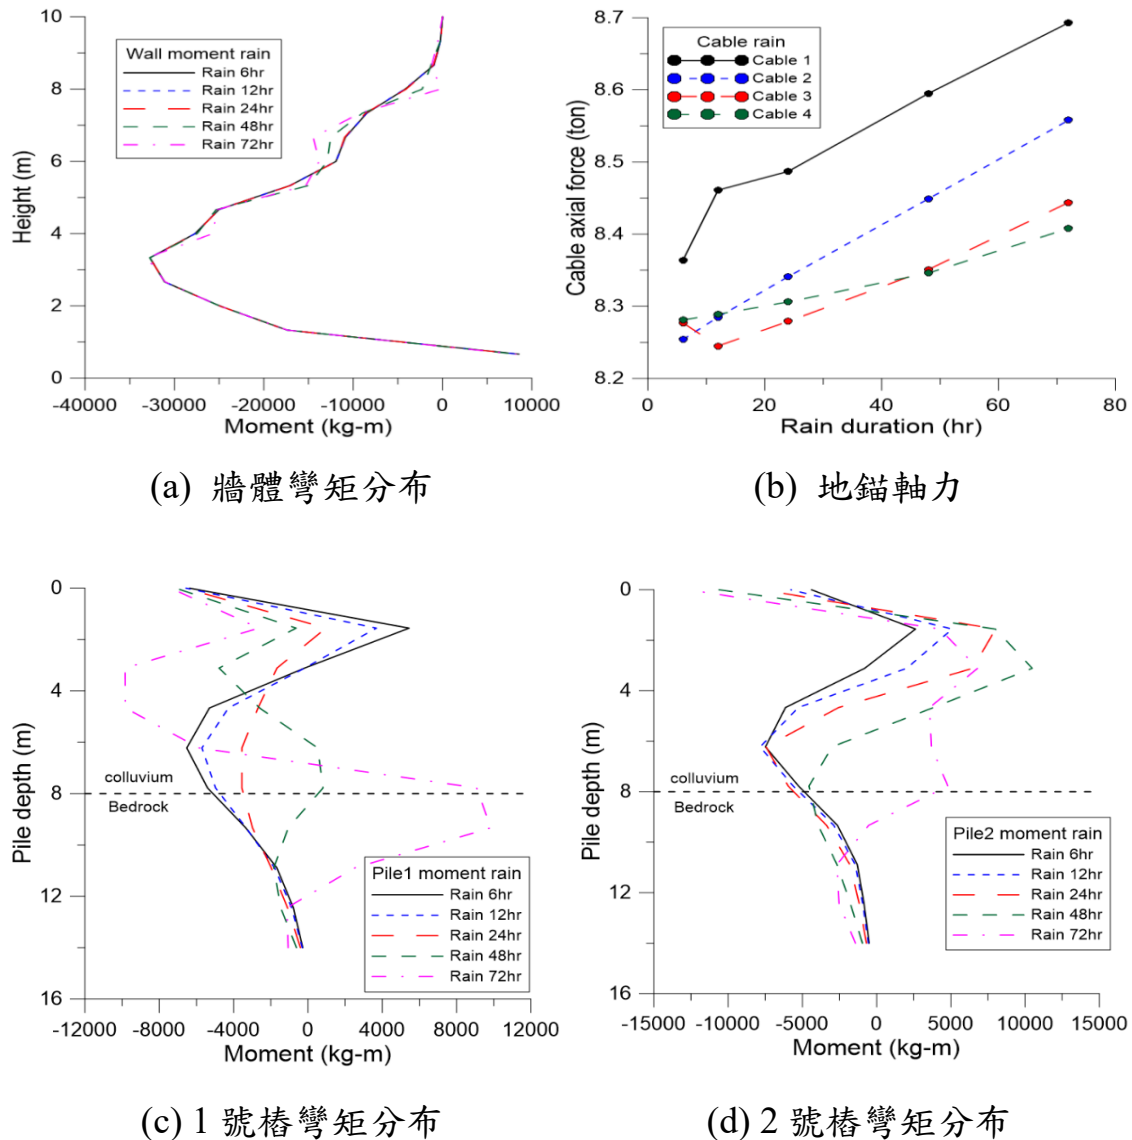 10
8
6
4
2
0
Height (m)
Wall moment rain
Rain 6hr
Rain 12hr
Rain 24hr
Rain 48hr
Rain 72hr
-40000 -30000 -20000 -10000 0 10000
Moment (kg-m)
(a) 牆體彎矩分布
8.7
8.6
8.5
8.4
8.3
8.2
Cable axial force (ton)
Cable rain
Cable 1
Cable 2
Cable 3
Cable 4
0 20 40 60 80
Rain duration (hr)
(b) 地錨軸力
0
4
8
12
16
Pile depth (m)
colluvium
Bedrock
Pile1 moment rain
Rain 6hr
Rain 12hr
Rain 24hr
Rain 48hr
Rain 72hr
-12000 -8000 -4000 0 4000 8000 12000
Moment (kg-m)
(c) 1 號樁彎矩分布
0
4
8
12
16
Pile depth (m)
colluvium
Bedrock
Pile2 moment rain
Rain 6hr
Rain 12hr
Rain 24hr
Rain 48hr
Rain 72hr
-15000 -10000 -5000 0 5000 10000 15000
Moment (kg-m)
(d) 2 號樁彎矩分布